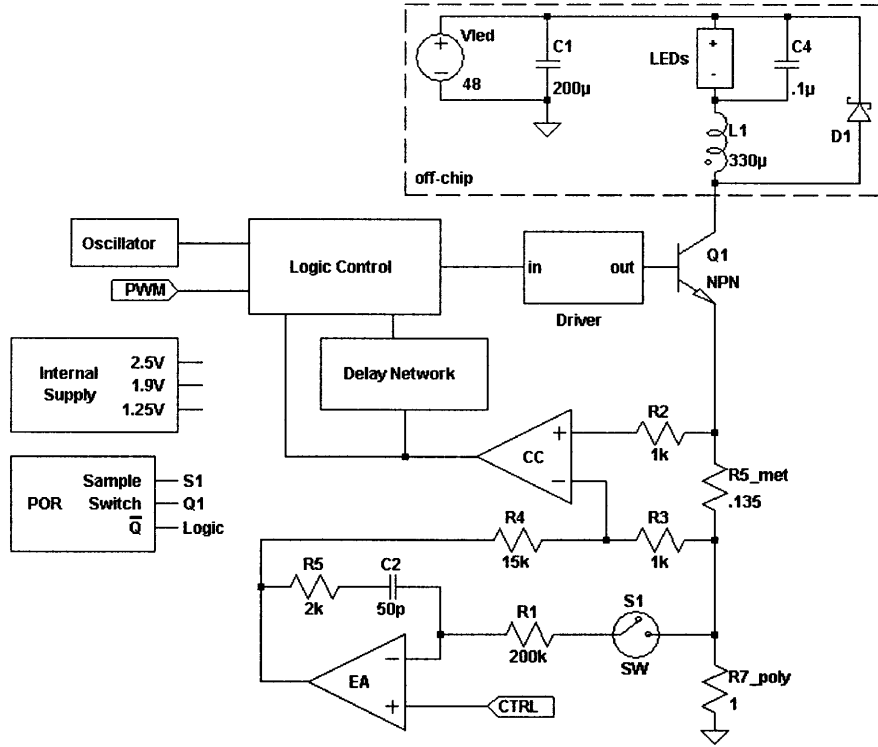 Vled
+
−
48
C1
200µ
LEDs
+
-
C4
.1µ
L1
330µ
D1
off-chip
Oscillator
PWM
Logic Control
in out
Driver
Q1
NPN
Internal
Supply
2.5V
1.9V
1.25V
Delay Network
CC
+
−
R2
1k
R5_met
.135
POR
Sample
Switch
Q̅
S1
Q1
Logic
R4
15k
R3
1k
R5
2k
C2
50p
R1
200k
S1
SW
EA
−
+
CTRL
R7_poly
1